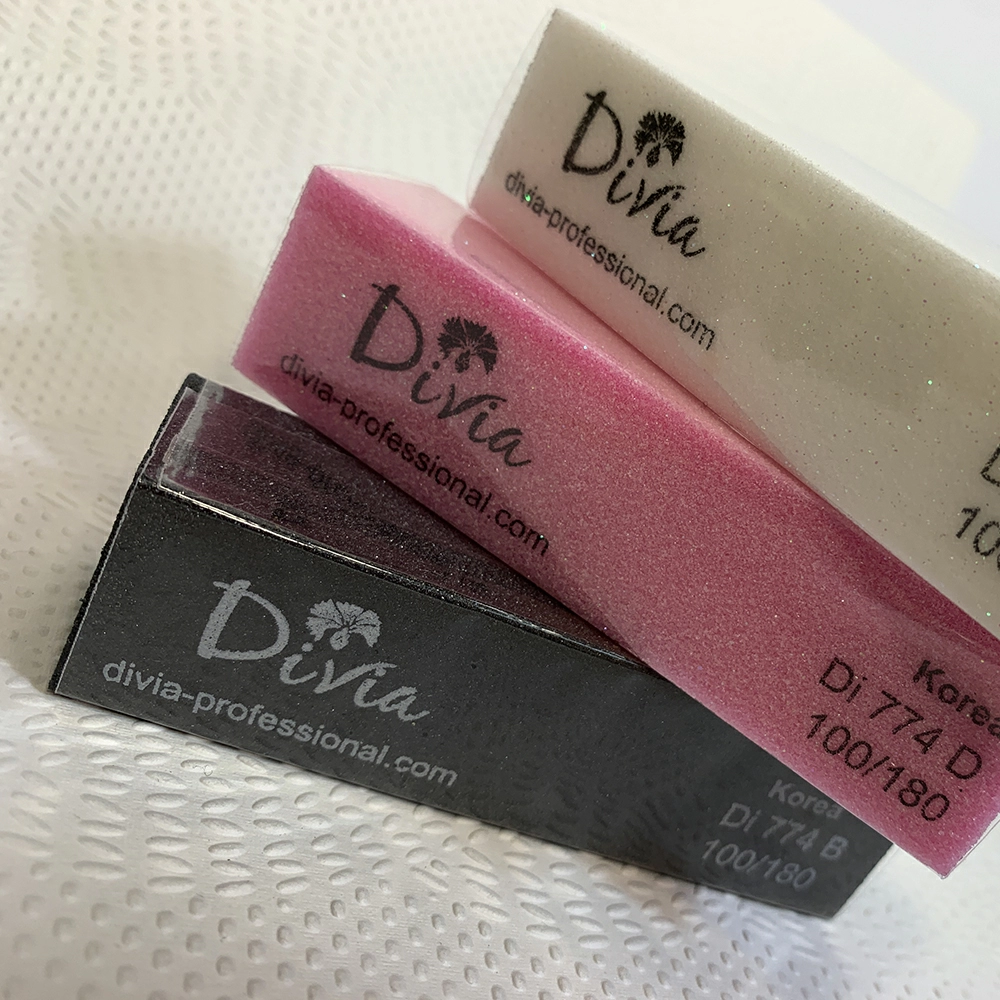 Divia
divia-professional.com
Divia
divia-professional.com
Korea
Di 774 D
100/180
Divia
divia-professional.com
Korea
Di 774 B
100/180